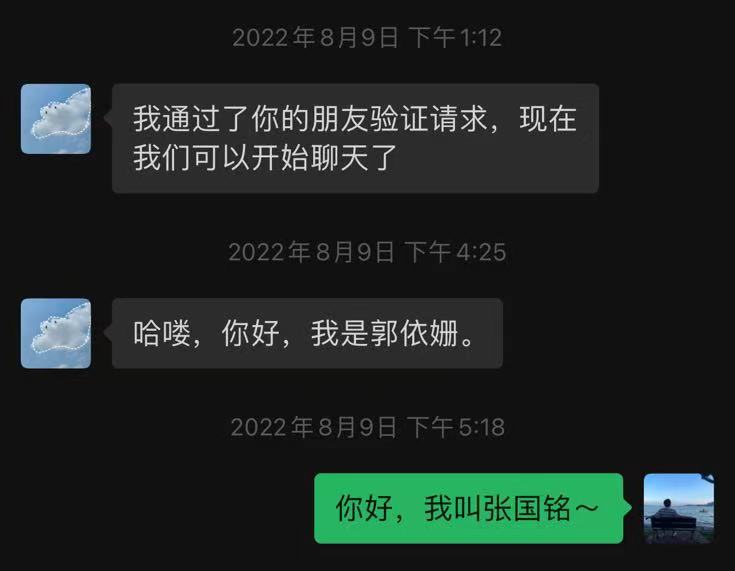 2022年8月9日 下午1:12
我通过了你的朋友验证请求，现在
我们可以开始聊天了
2022年8月9日 下午4:25
哈喽，你好，我是郭依姗。
2022年8月9日 下午5:18
你好，我叫张国铭～